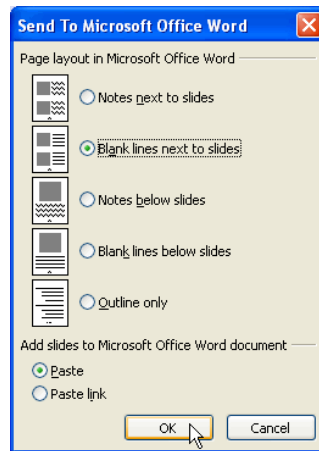 Send To Microsoft Office Word
Page layout in Microsoft Office Word
Notes next to slides
Blank lines next to slides
Notes below slides
Blank lines below slides
Outline only
Add slides to Microsoft Office Word document
Paste
Paste link
OK Cancel